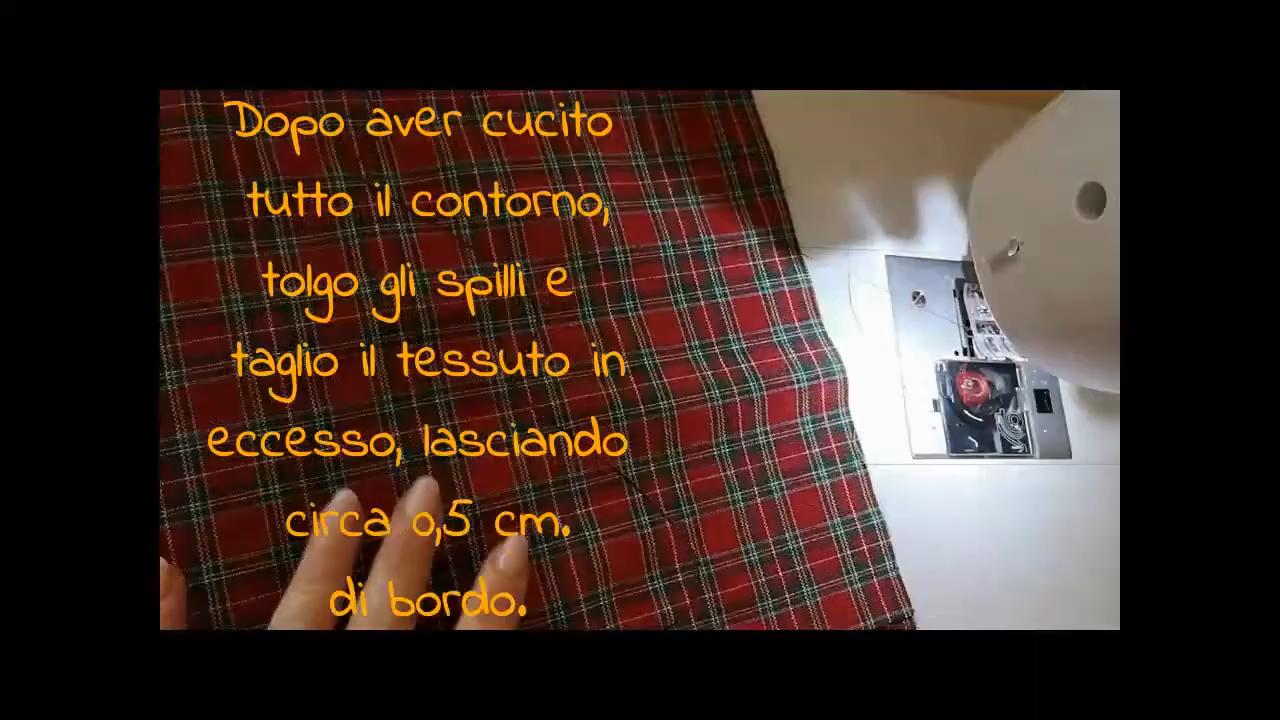 Dopo aver cucito
tutto il contorno,
tolgo gli spilli e
taglio il tessuto in
eccesso, lasciando
circa 0,5 cm.
di bordo.